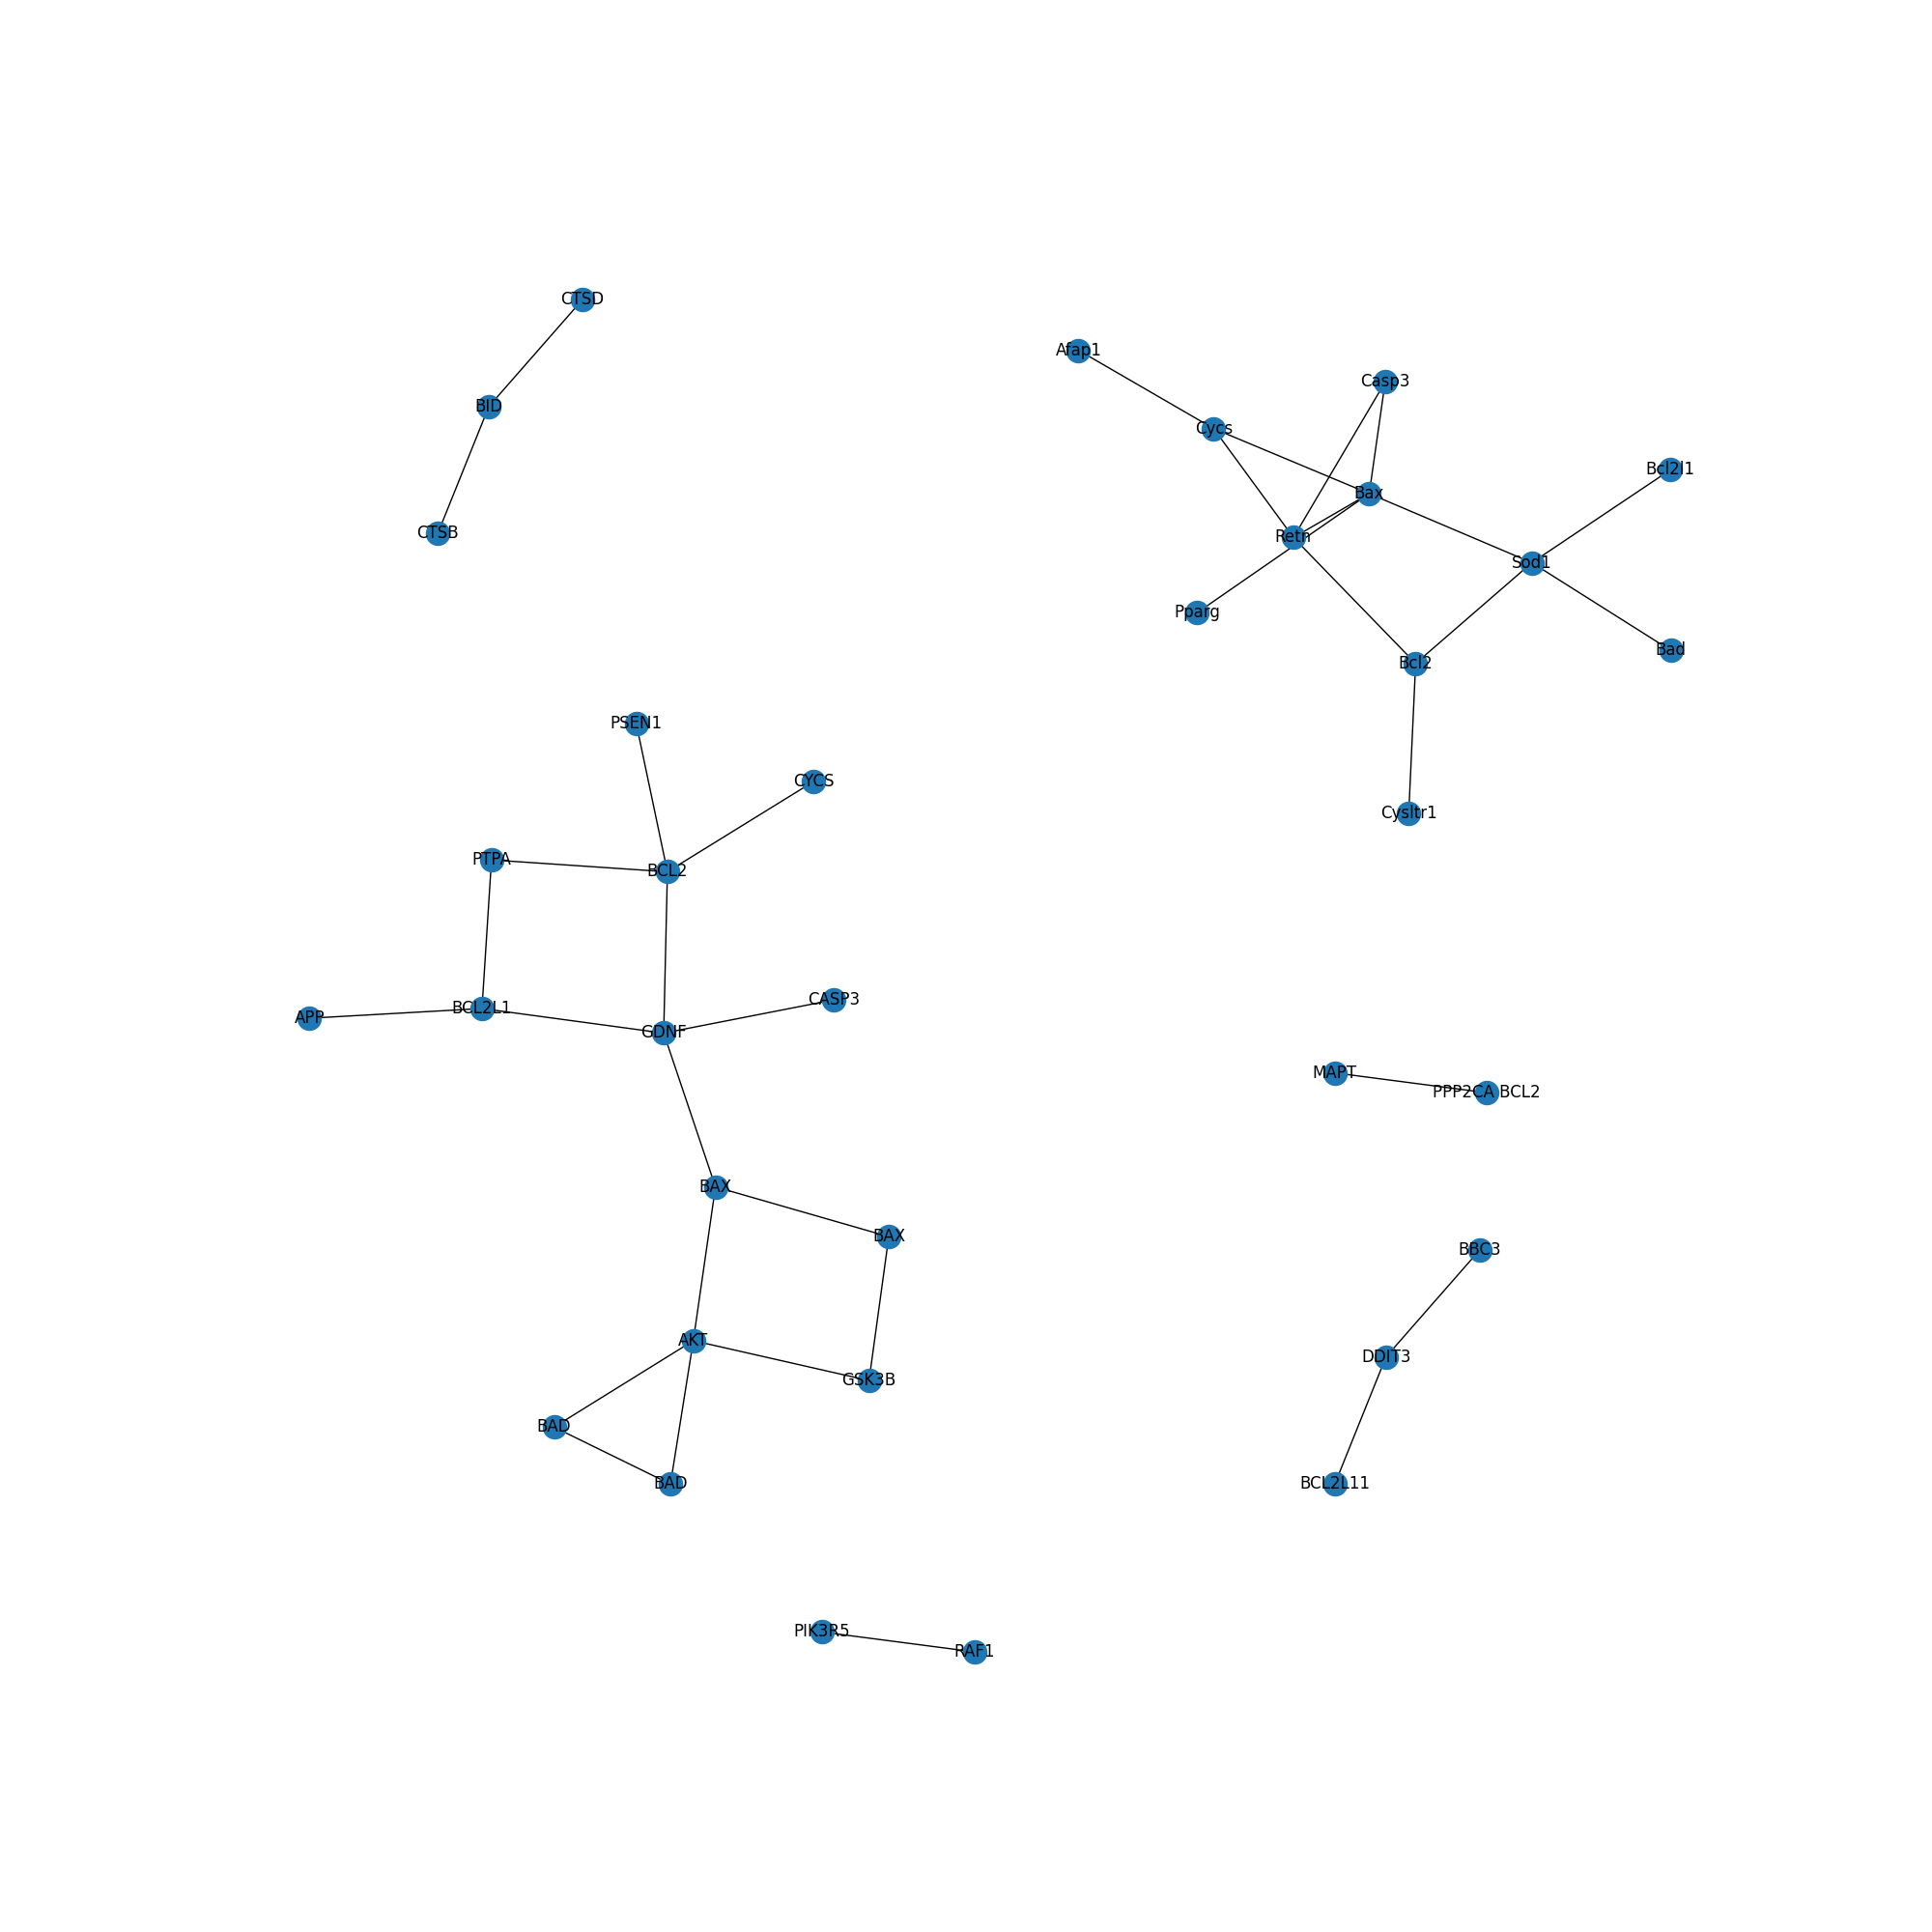 CTSD
Afap1
Casp3
BID
Cycs
Bcl2l1
Bax
CTSB
Retn
Sod1
Pparg
Bad
Bcl2
PSEN1
CYCS
Cysltr1
PTPA
BCL2
CASP3
BCL2L1
APP
GDNF
MAPT
PPP2CA BCL2
BAX
BAX
BBC3
AKT
DDIT3
GSK3B
BAD
BAD
BCL2L11
PIK3R5
RAF1